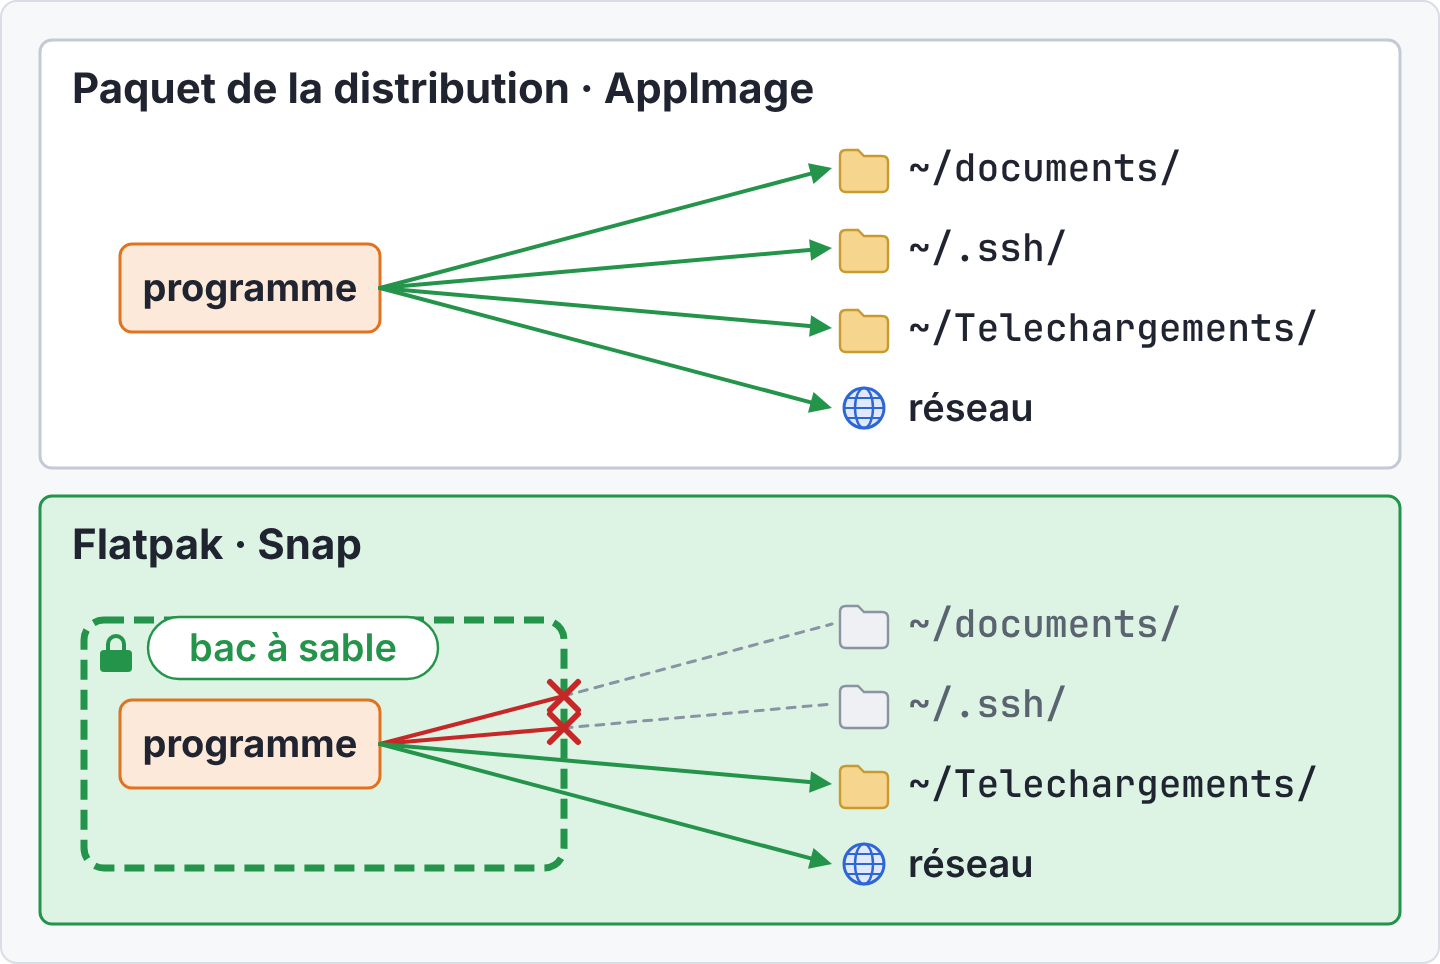 Paquet de la distribution · AppImage
~/documents/
~/.ssh/
programme
~/Telechargements/
réseau
Flatpak · Snap
~/documents/
bac à sable
~/.ssh/
programme
~/Telechargements/
réseau